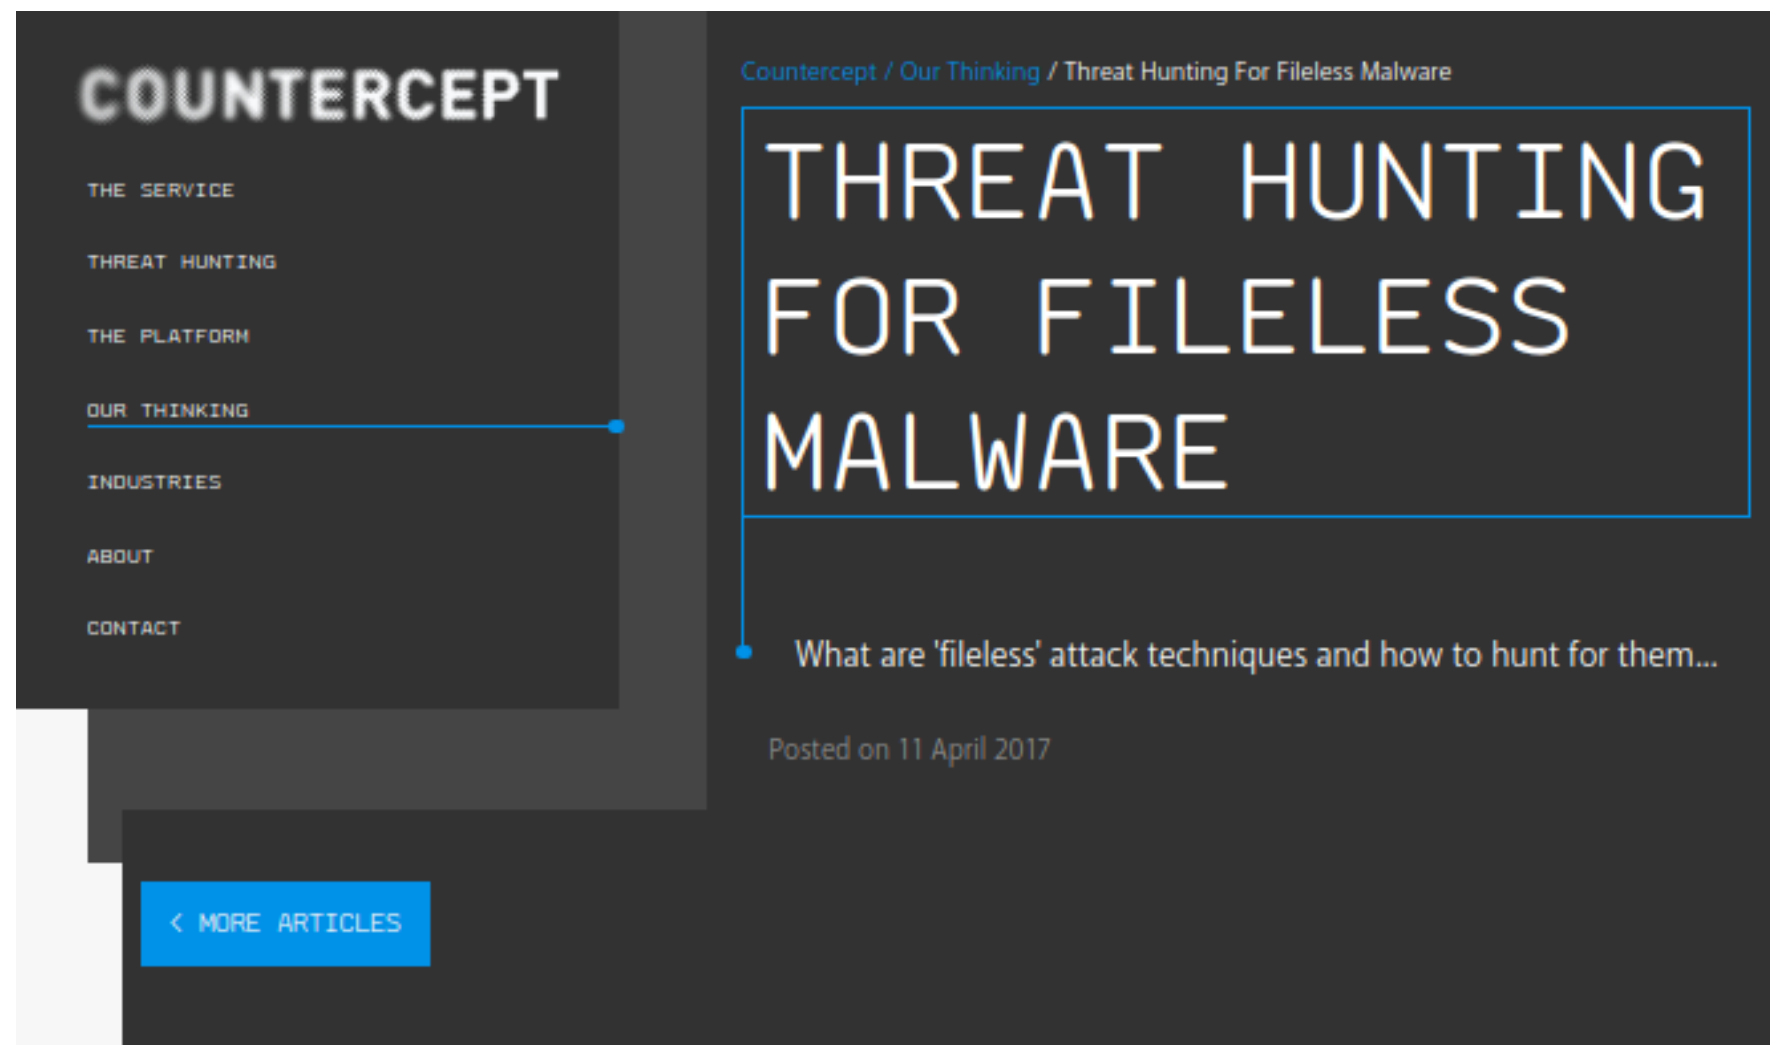 COUNTERCEPT
THE SERVICE
THREAT HUNTING
THE PLATFORM
OUR THINKING
INDUSTRIES
ABOUT
CONTACT
Countercept / Our Thinking / Threat Hunting For Fileless Malware
THREAT HUNTING
FOR FILELESS
MALWARE
What are 'fileless' attack techniques and how to hunt for them...
Posted on 11 April 2017
< MORE ARTICLES